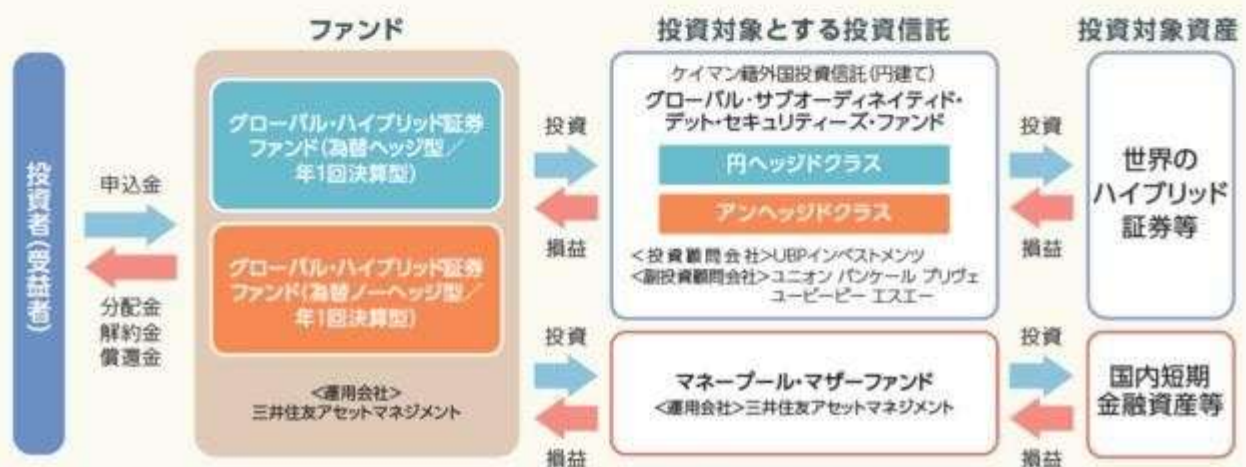 ファンド
投資対象とする投資信託
投資対象資産
投資者(受益者)
申込金
分配金
解約金
償還金
グローバル・ハイブリッド証券
ファンド(為替ヘッジ型/
年1回決算型)
グローバル・ハイブリッド証券
ファンド(為替ノーヘッジ型/
年1回決算型)
<運用会社>
三井住友アセットマネジメント
投資
損益
投資
損益
ケイマン籍外国投資信託(円建て)
グローバル・サブオーディネイティド・
デット・セキュリティーズ・ファンド
円ヘッジドクラス
アンヘッジドクラス
<投資顧問会社>UBPインベストメンツ
<副投資顧問会社>ユニオン バンケール プリヴェ
ユービーピー エスエー
マネープール・マザーファンド
<運用会社>三井住友アセットマネジメント
投資
損益
投資
損益
世界の
ハイブリッド
証券等
国内短期
金融資産等